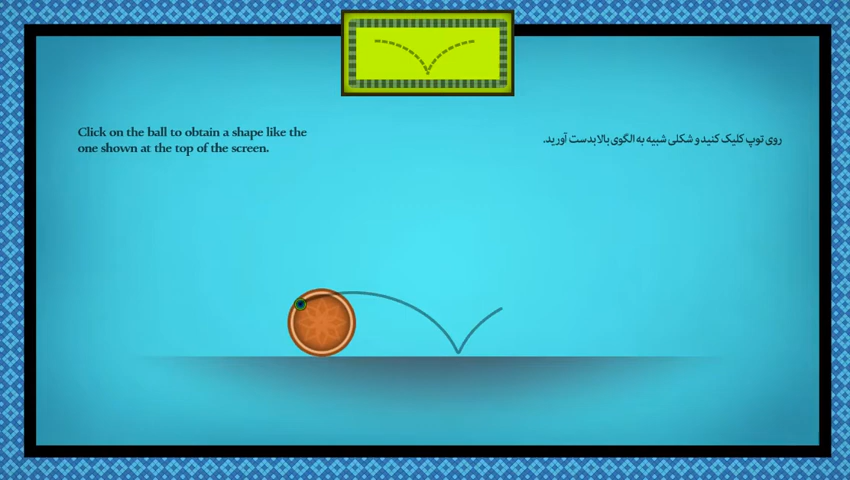 Click on the ball to obtain a shape like the
one shown at the top of the screen.
روی توپ کلیک کنید و شکلی شبیه به الگوی بالا بدست آورید.